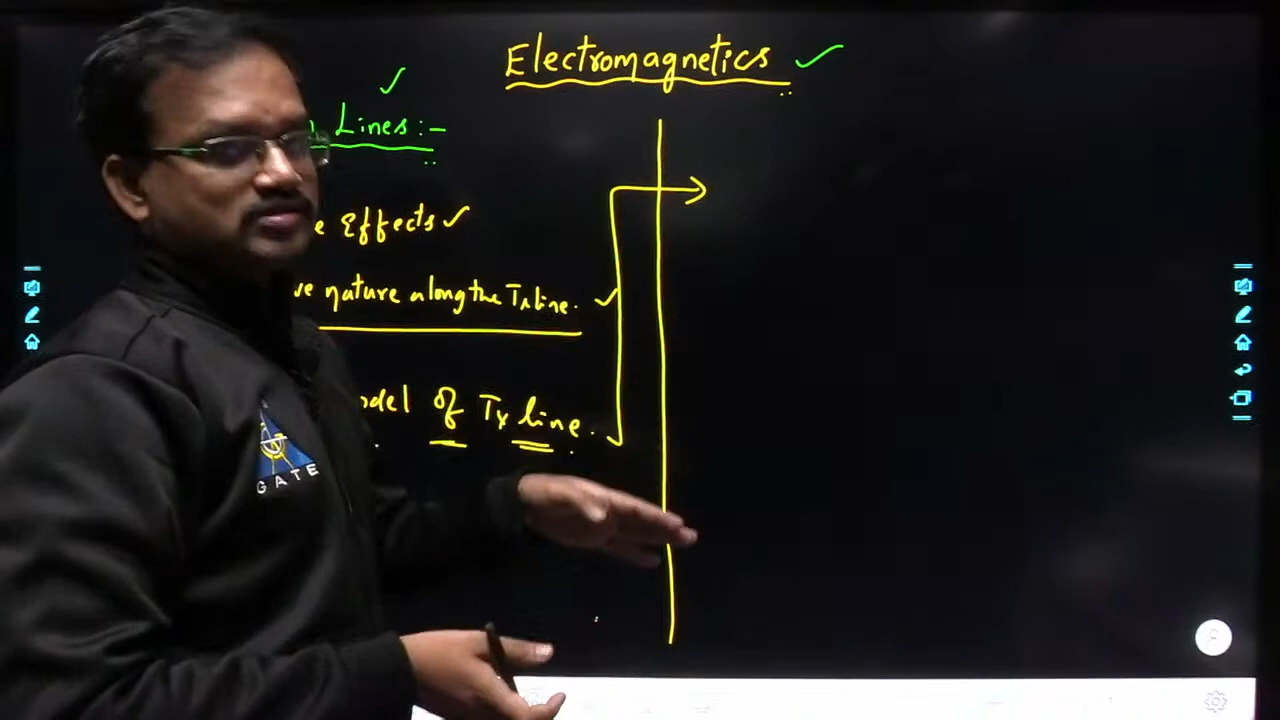 Electromagnetics
Lines :-
Effects
nature along the Tx line.
of Tx line.
GATE